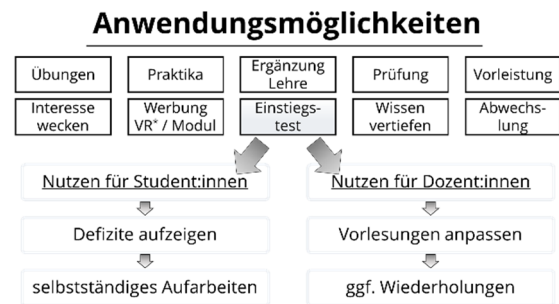 Anwendungsmöglichkeiten
Übungen
Praktika
Ergänzung
Lehre
Prüfung
Vorleistung
Interesse
wecken
Werbung
VR* / Modul
Einstiegs-
test
Wissen
vertiefen
Abwechs-
lung
Nutzen für Student:innen
Nutzen für Dozent:innen
Defizite aufzeigen
Vorlesungen anpassen
selbstständiges Aufarbeiten
ggf. Wiederholungen